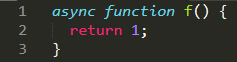 1 async function f() {
2   return 1;
3 }